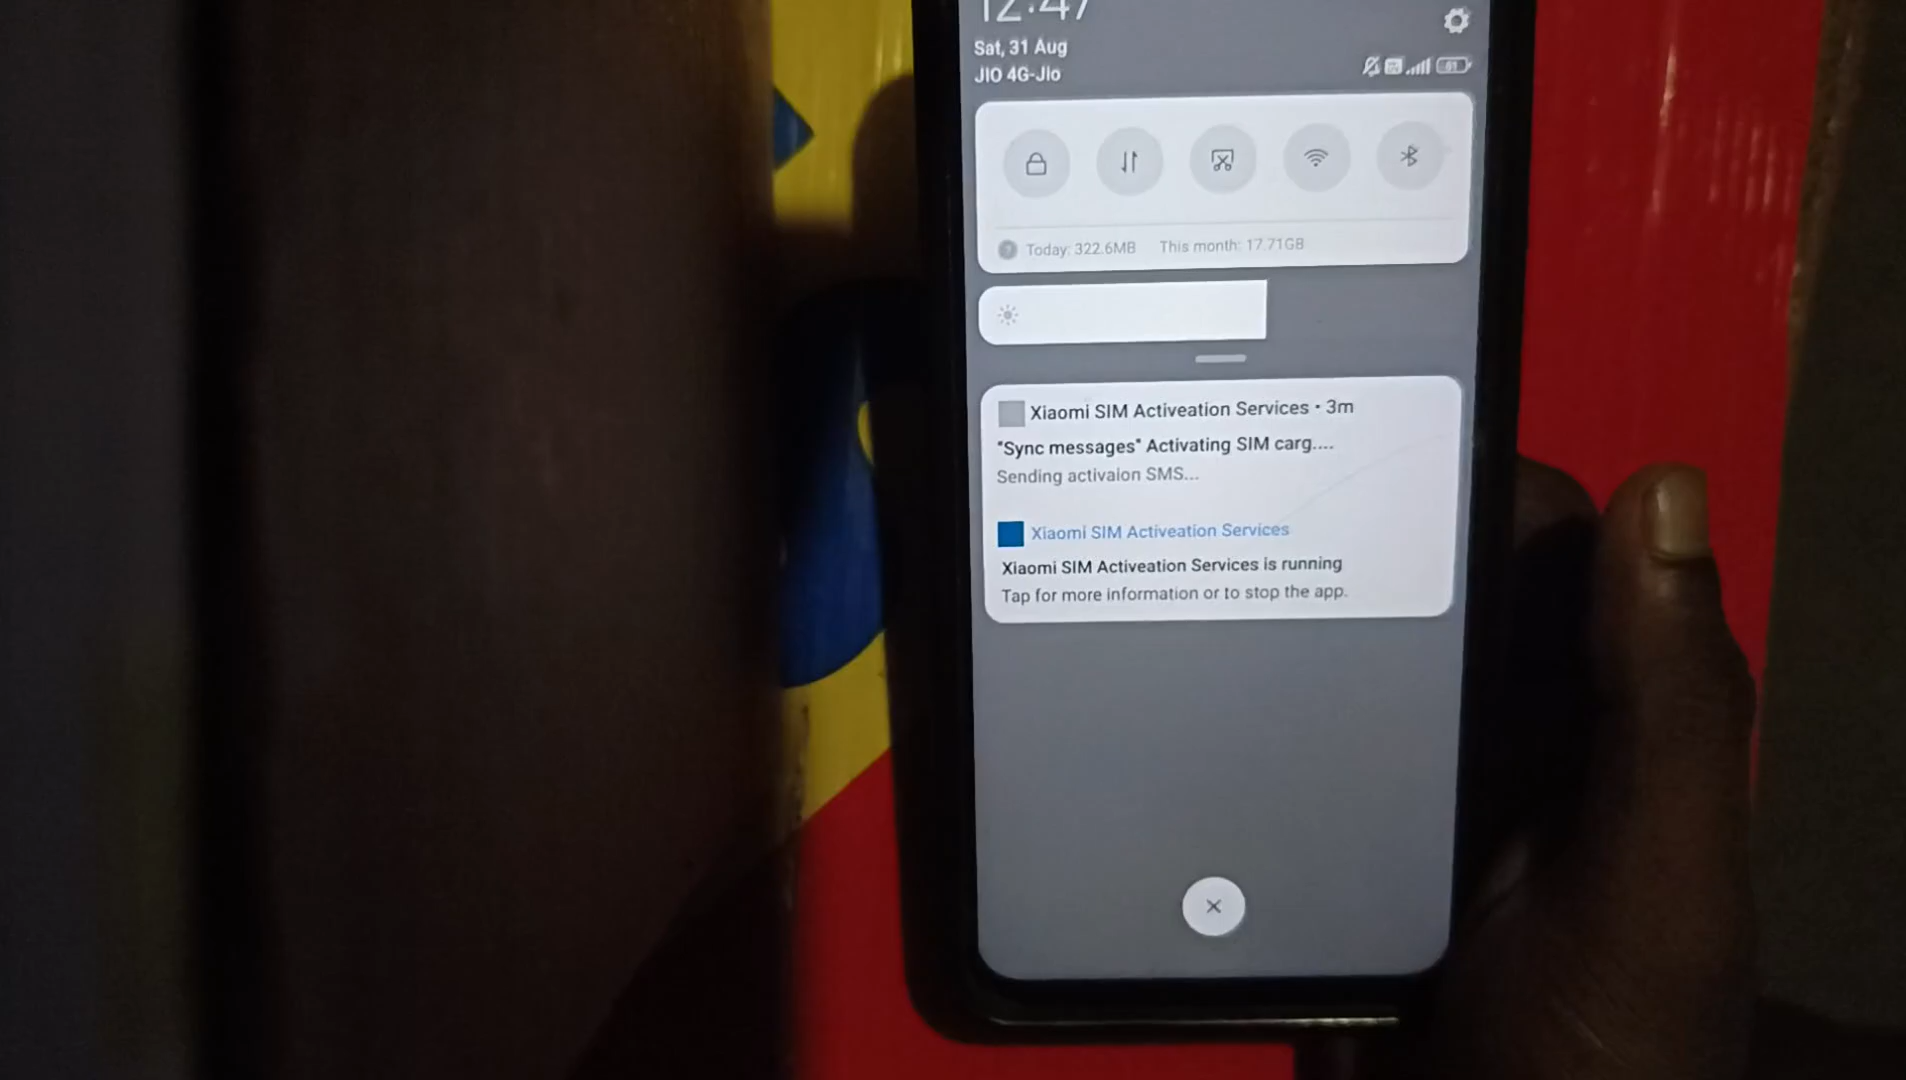 12:47
Sat, 31 Aug
JIO 4G-Jio
61
Today: 322.6MB This month: 17.71GB
Xiaomi SIM Activeation Services • 3m
"Sync messages" Activating SIM carg....
Sending activaion SMS...
Xiaomi SIM Activeation Services
Xiaomi SIM Activeation Services is running
Tap for more information or to stop the app.